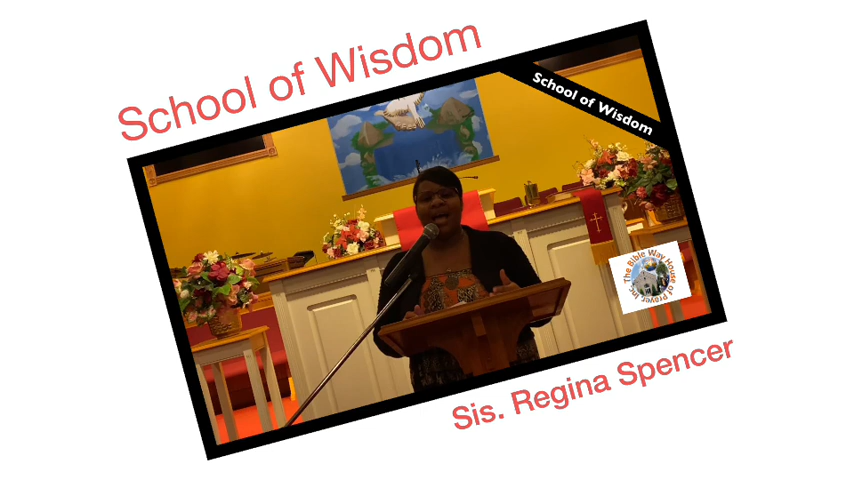 School of Wisdom
School of Wisdom
The Bible Way House of Prayer Inc.
Sis. Regina Spencer